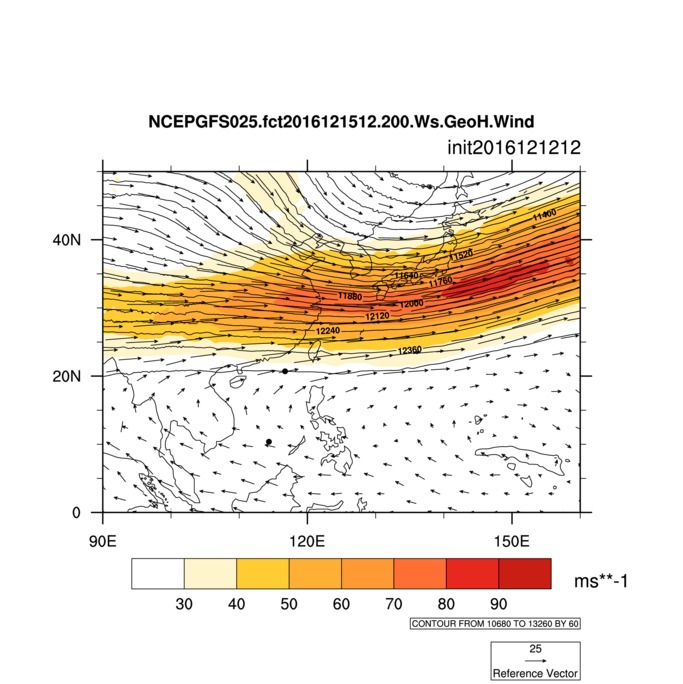 NCEPGFS025.fct2016121512.200.Ws.GeoH.Wind
init2016121212
40N
20N
0
11400
11520
11640
11760
11880
12000
12120
12240
12360
90E 120E 150E
30 40 50 60 70 80 90 ms**-1
CONTOUR FROM 10680 TO 13260 BY 60
25
Reference Vector